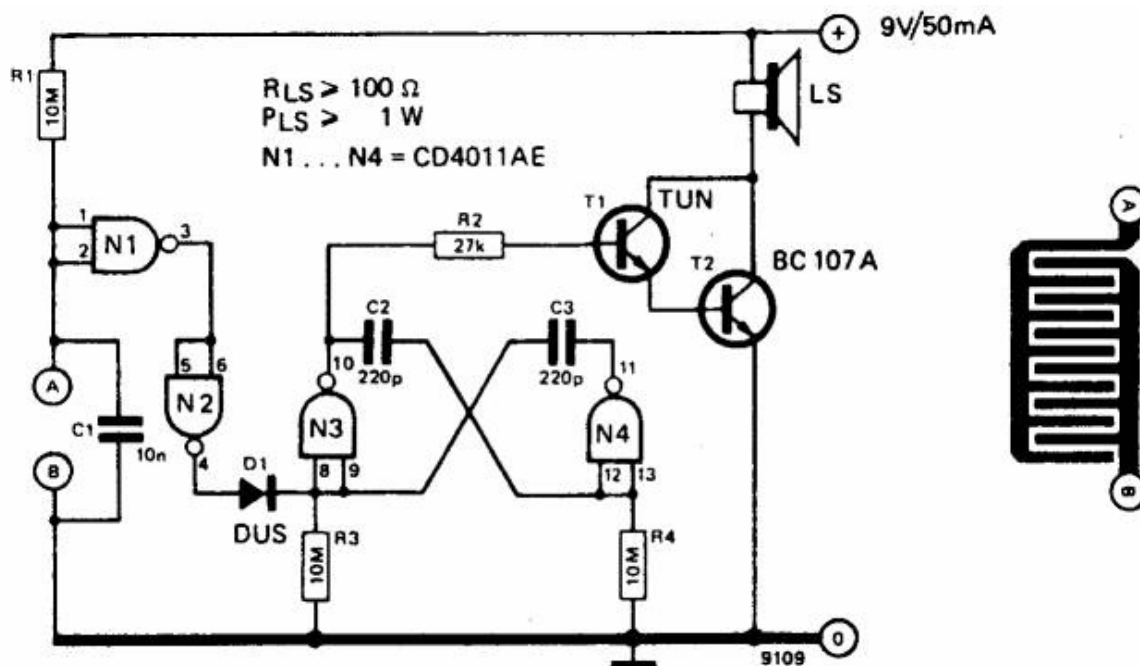 9V/50mA
+
R1
10M
RLS > 100 Ω
PLS > 1 W
N1 ... N4 = CD4011AE
LS
T1
TUN
R2
27k
T2
BC 107A
1
2
N1
3
A
B
C1
10n
5
6
N2
4
D1
DUS
C2
220p
C3
220p
10
N3
8
9
11
N4
12
13
R3
10M
R4
10M
0
9109
A
B